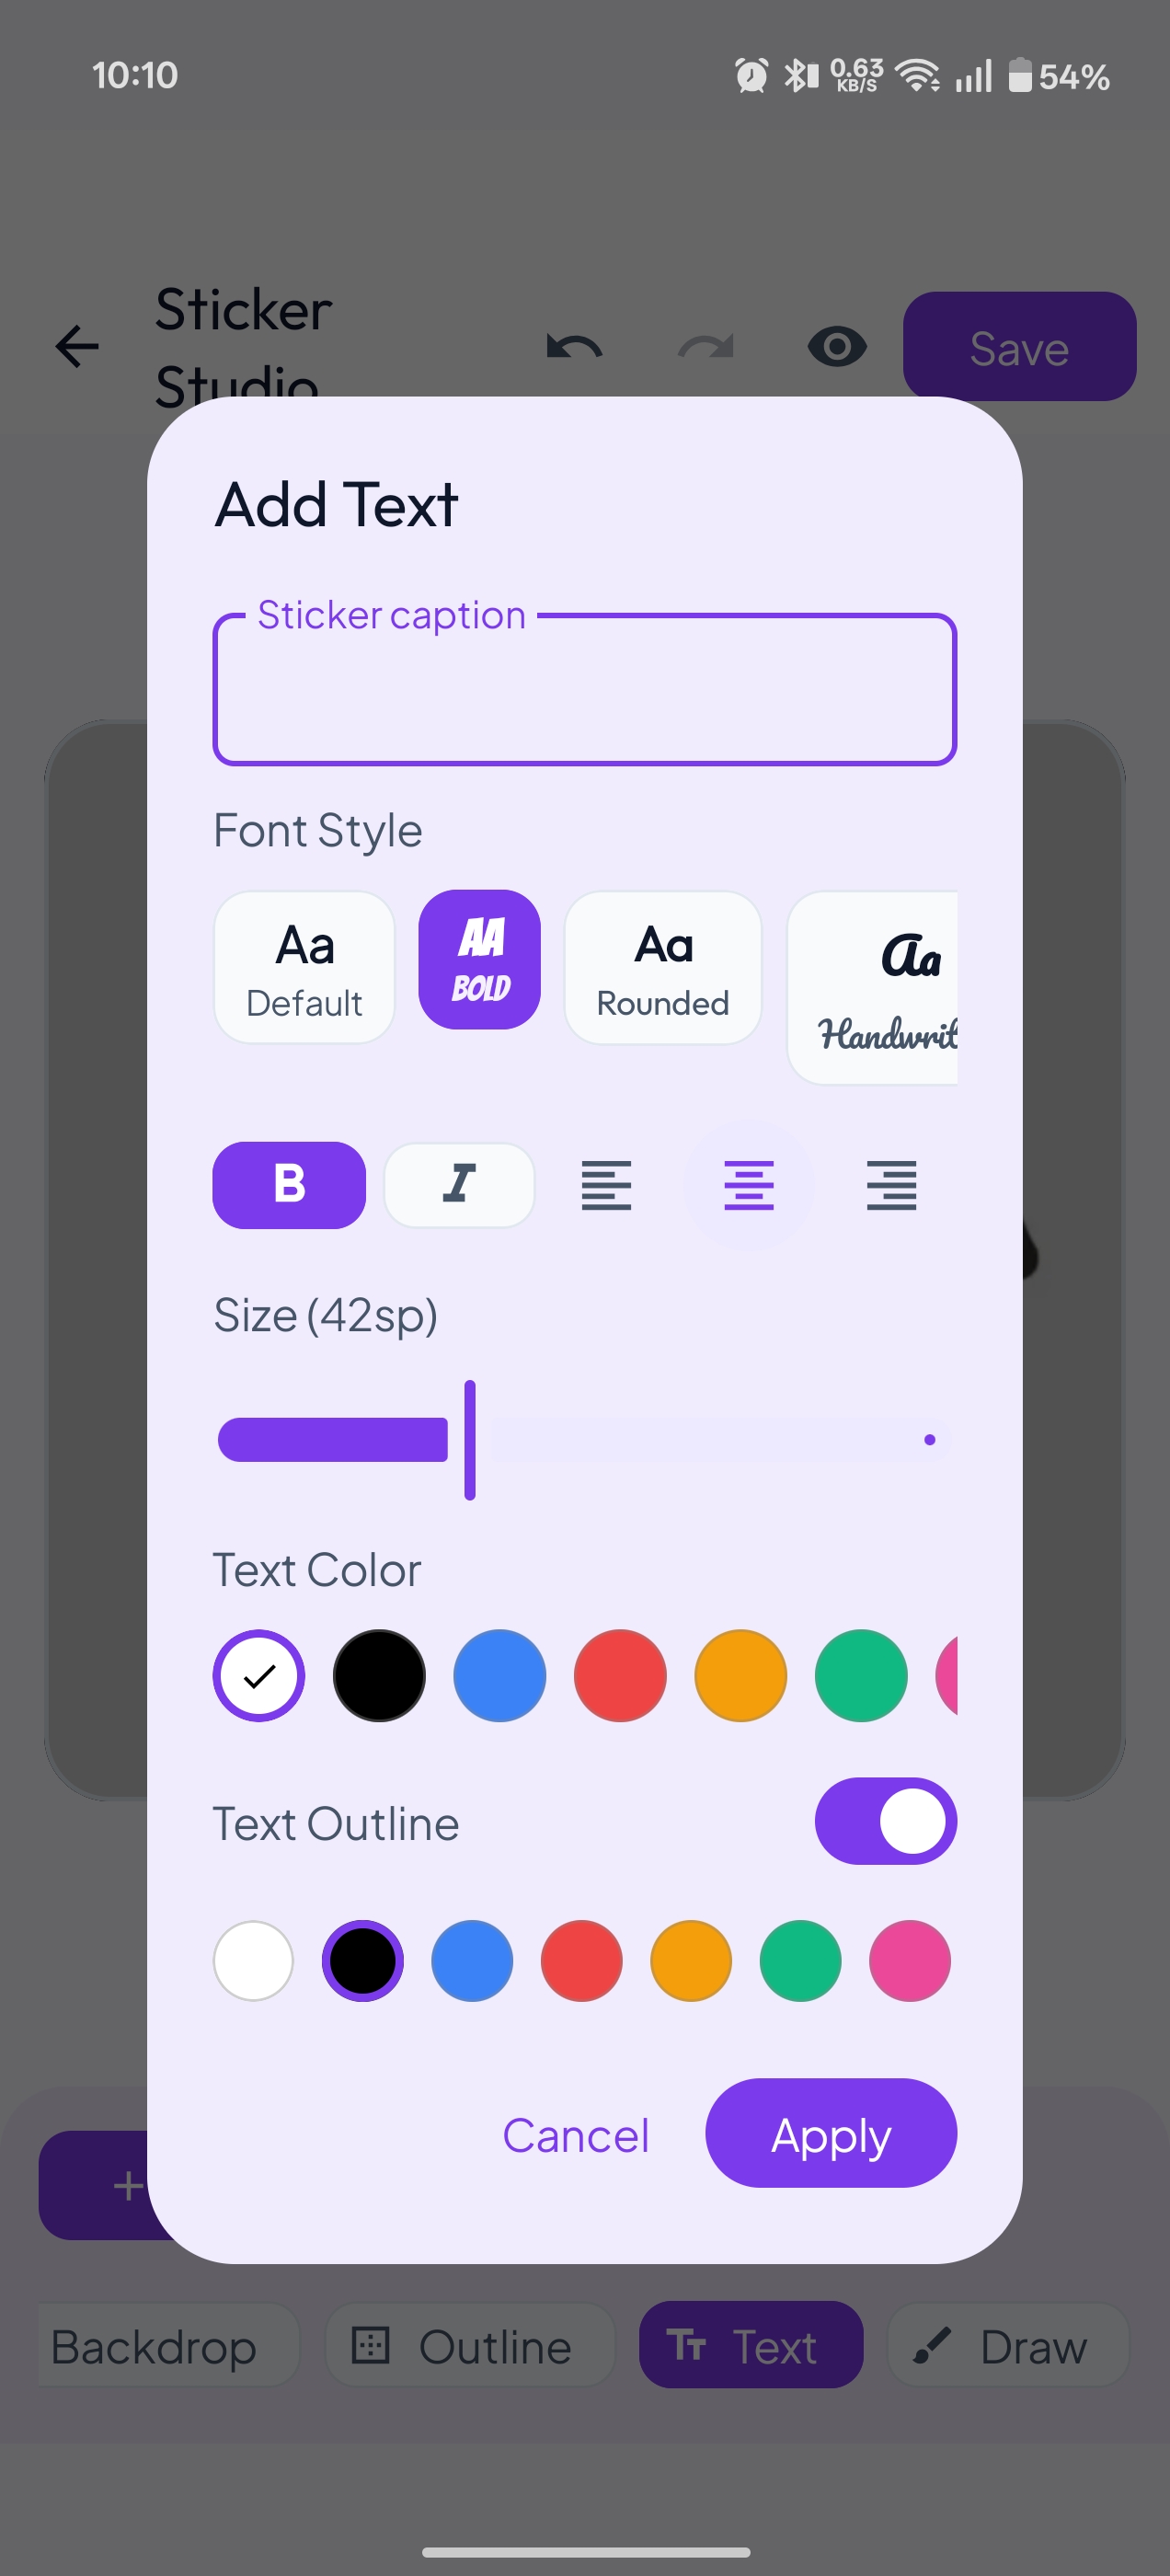 10:10
0.63
KB/S
54%
Sticker
Studio
Save
Add Text
Sticker caption
Font Style
Aa
Default
AA
BOLD
Aa
Rounded
Aa
Handwrit
B I
Size (42sp)
Text Color
Text Outline
Cancel
Apply
Backdrop
Outline
Text
Draw